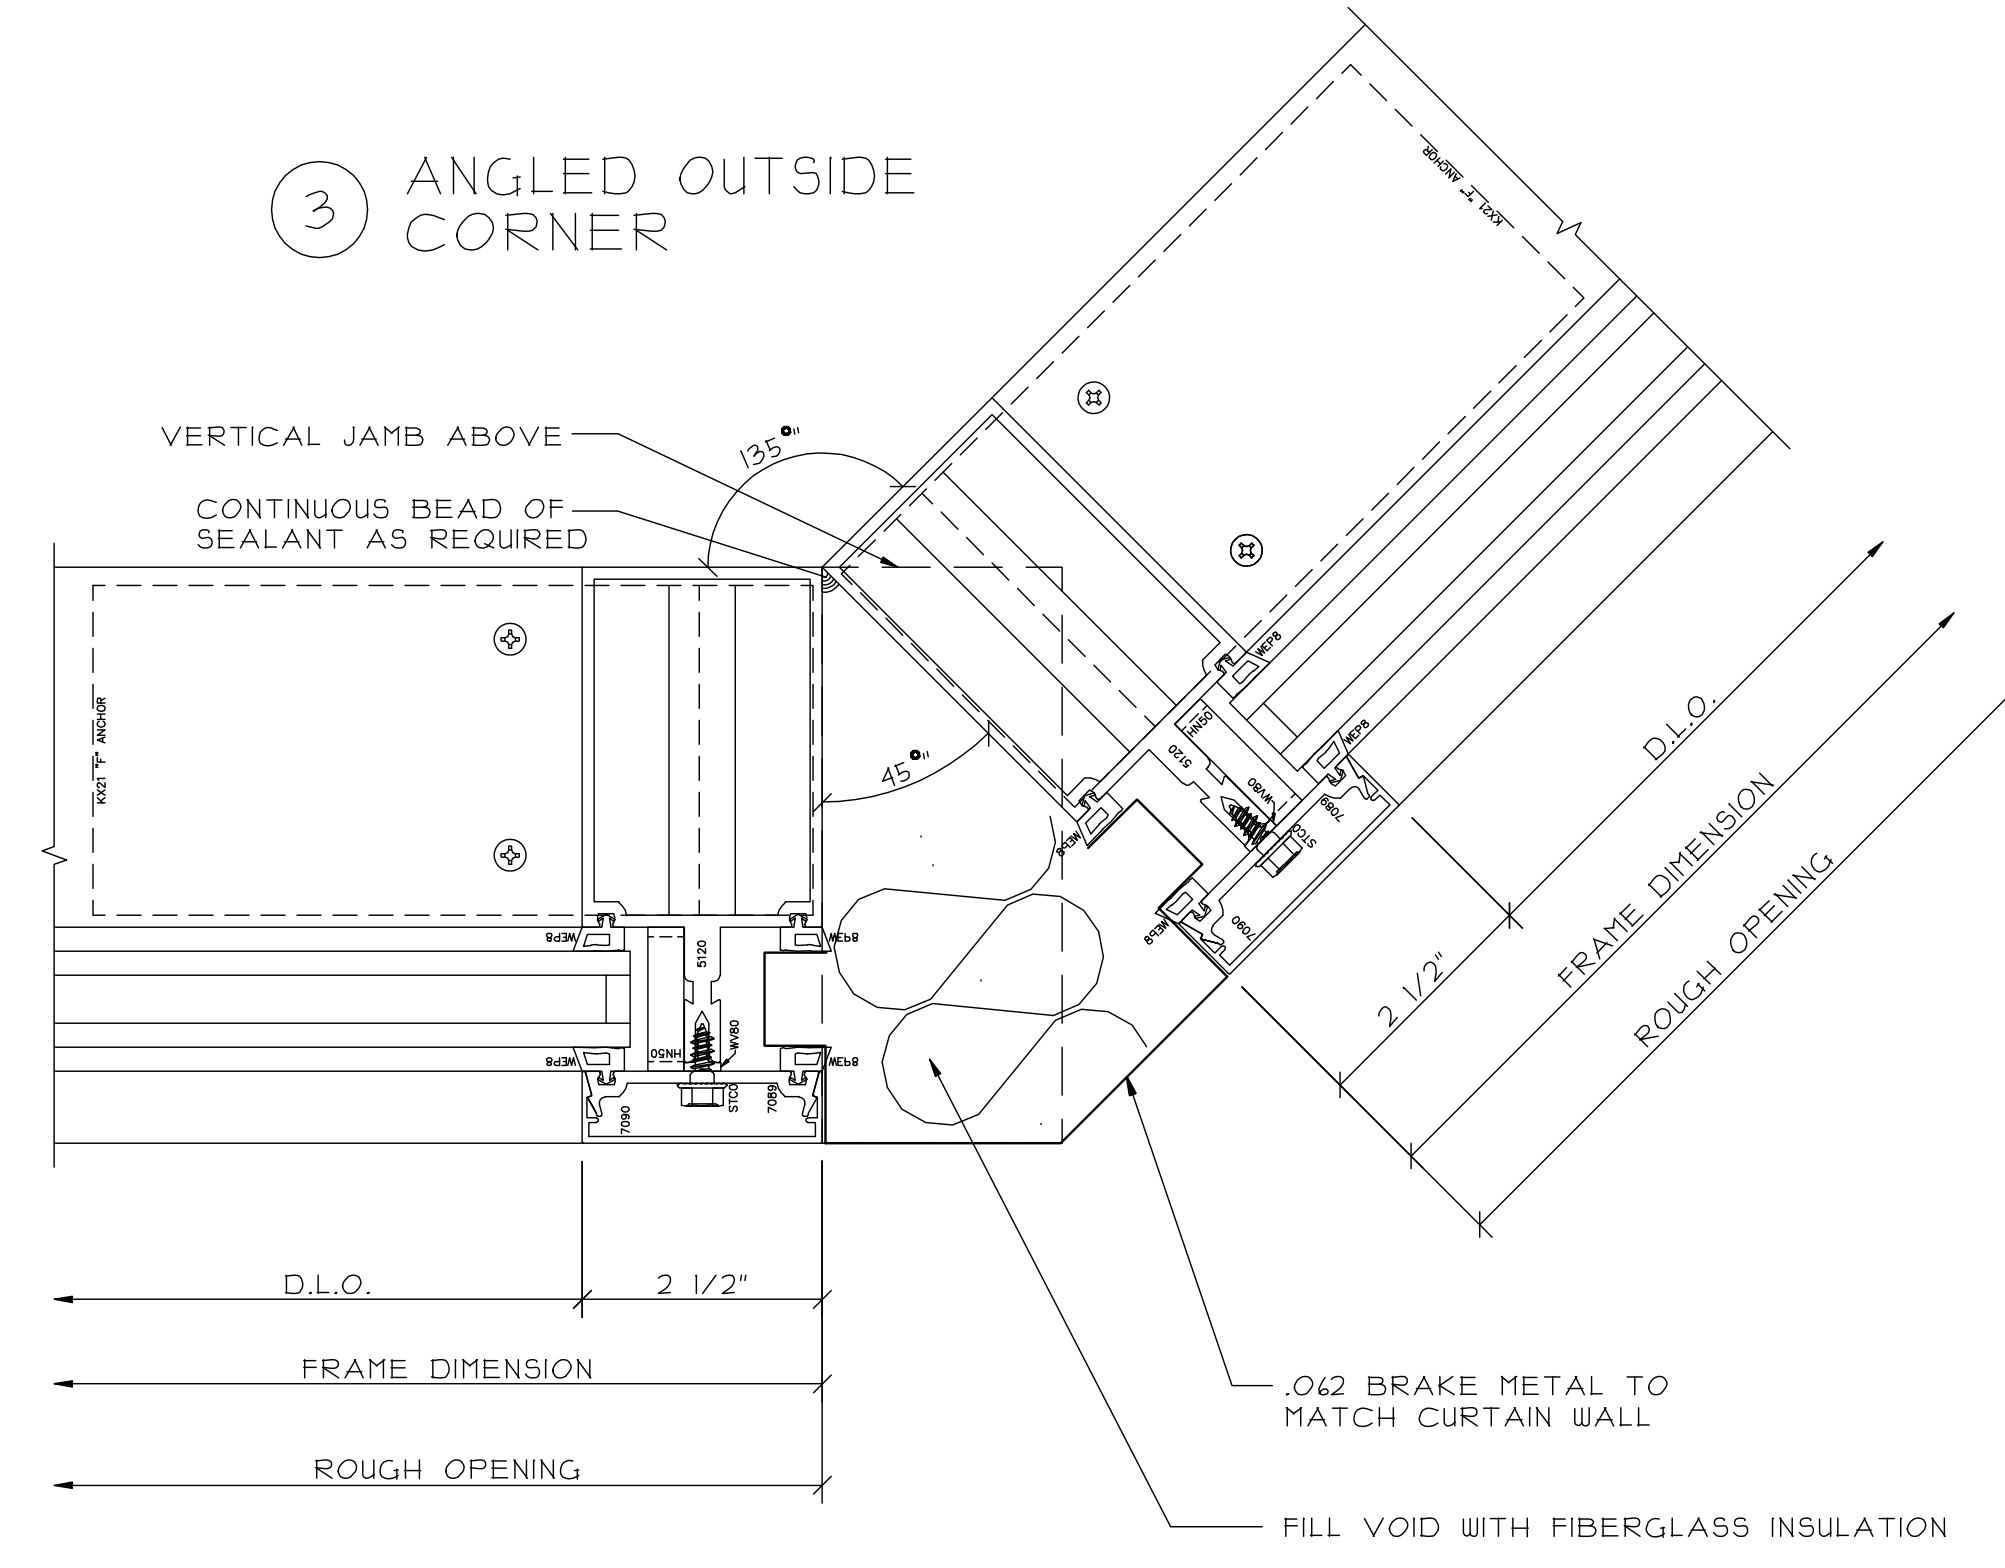 3
ANGLED OUTSIDE
CORNER
KX21 "F" ANCHOR
VERTICAL JAMB ABOVE
135°"
CONTINUOUS BEAD OF
SEALANT AS REQUIRED
KX21 "F" ANCHOR
45°"
WEP8
WEP8
HN50
5120
WV80
7089
STCO
WEP8
WEP8
7090
D.L.O.
FRAME DIMENSION
ROUGH OPENING
2 1/2"
WEP8
WEP8
5120
WEP8
WEP8
HN50
WV80
STCO
7089
7090
D.L.O.
2 1/2"
FRAME DIMENSION
ROUGH OPENING
.062 BRAKE METAL TO
MATCH CURTAIN WALL
FILL VOID WITH FIBERGLASS INSULATION